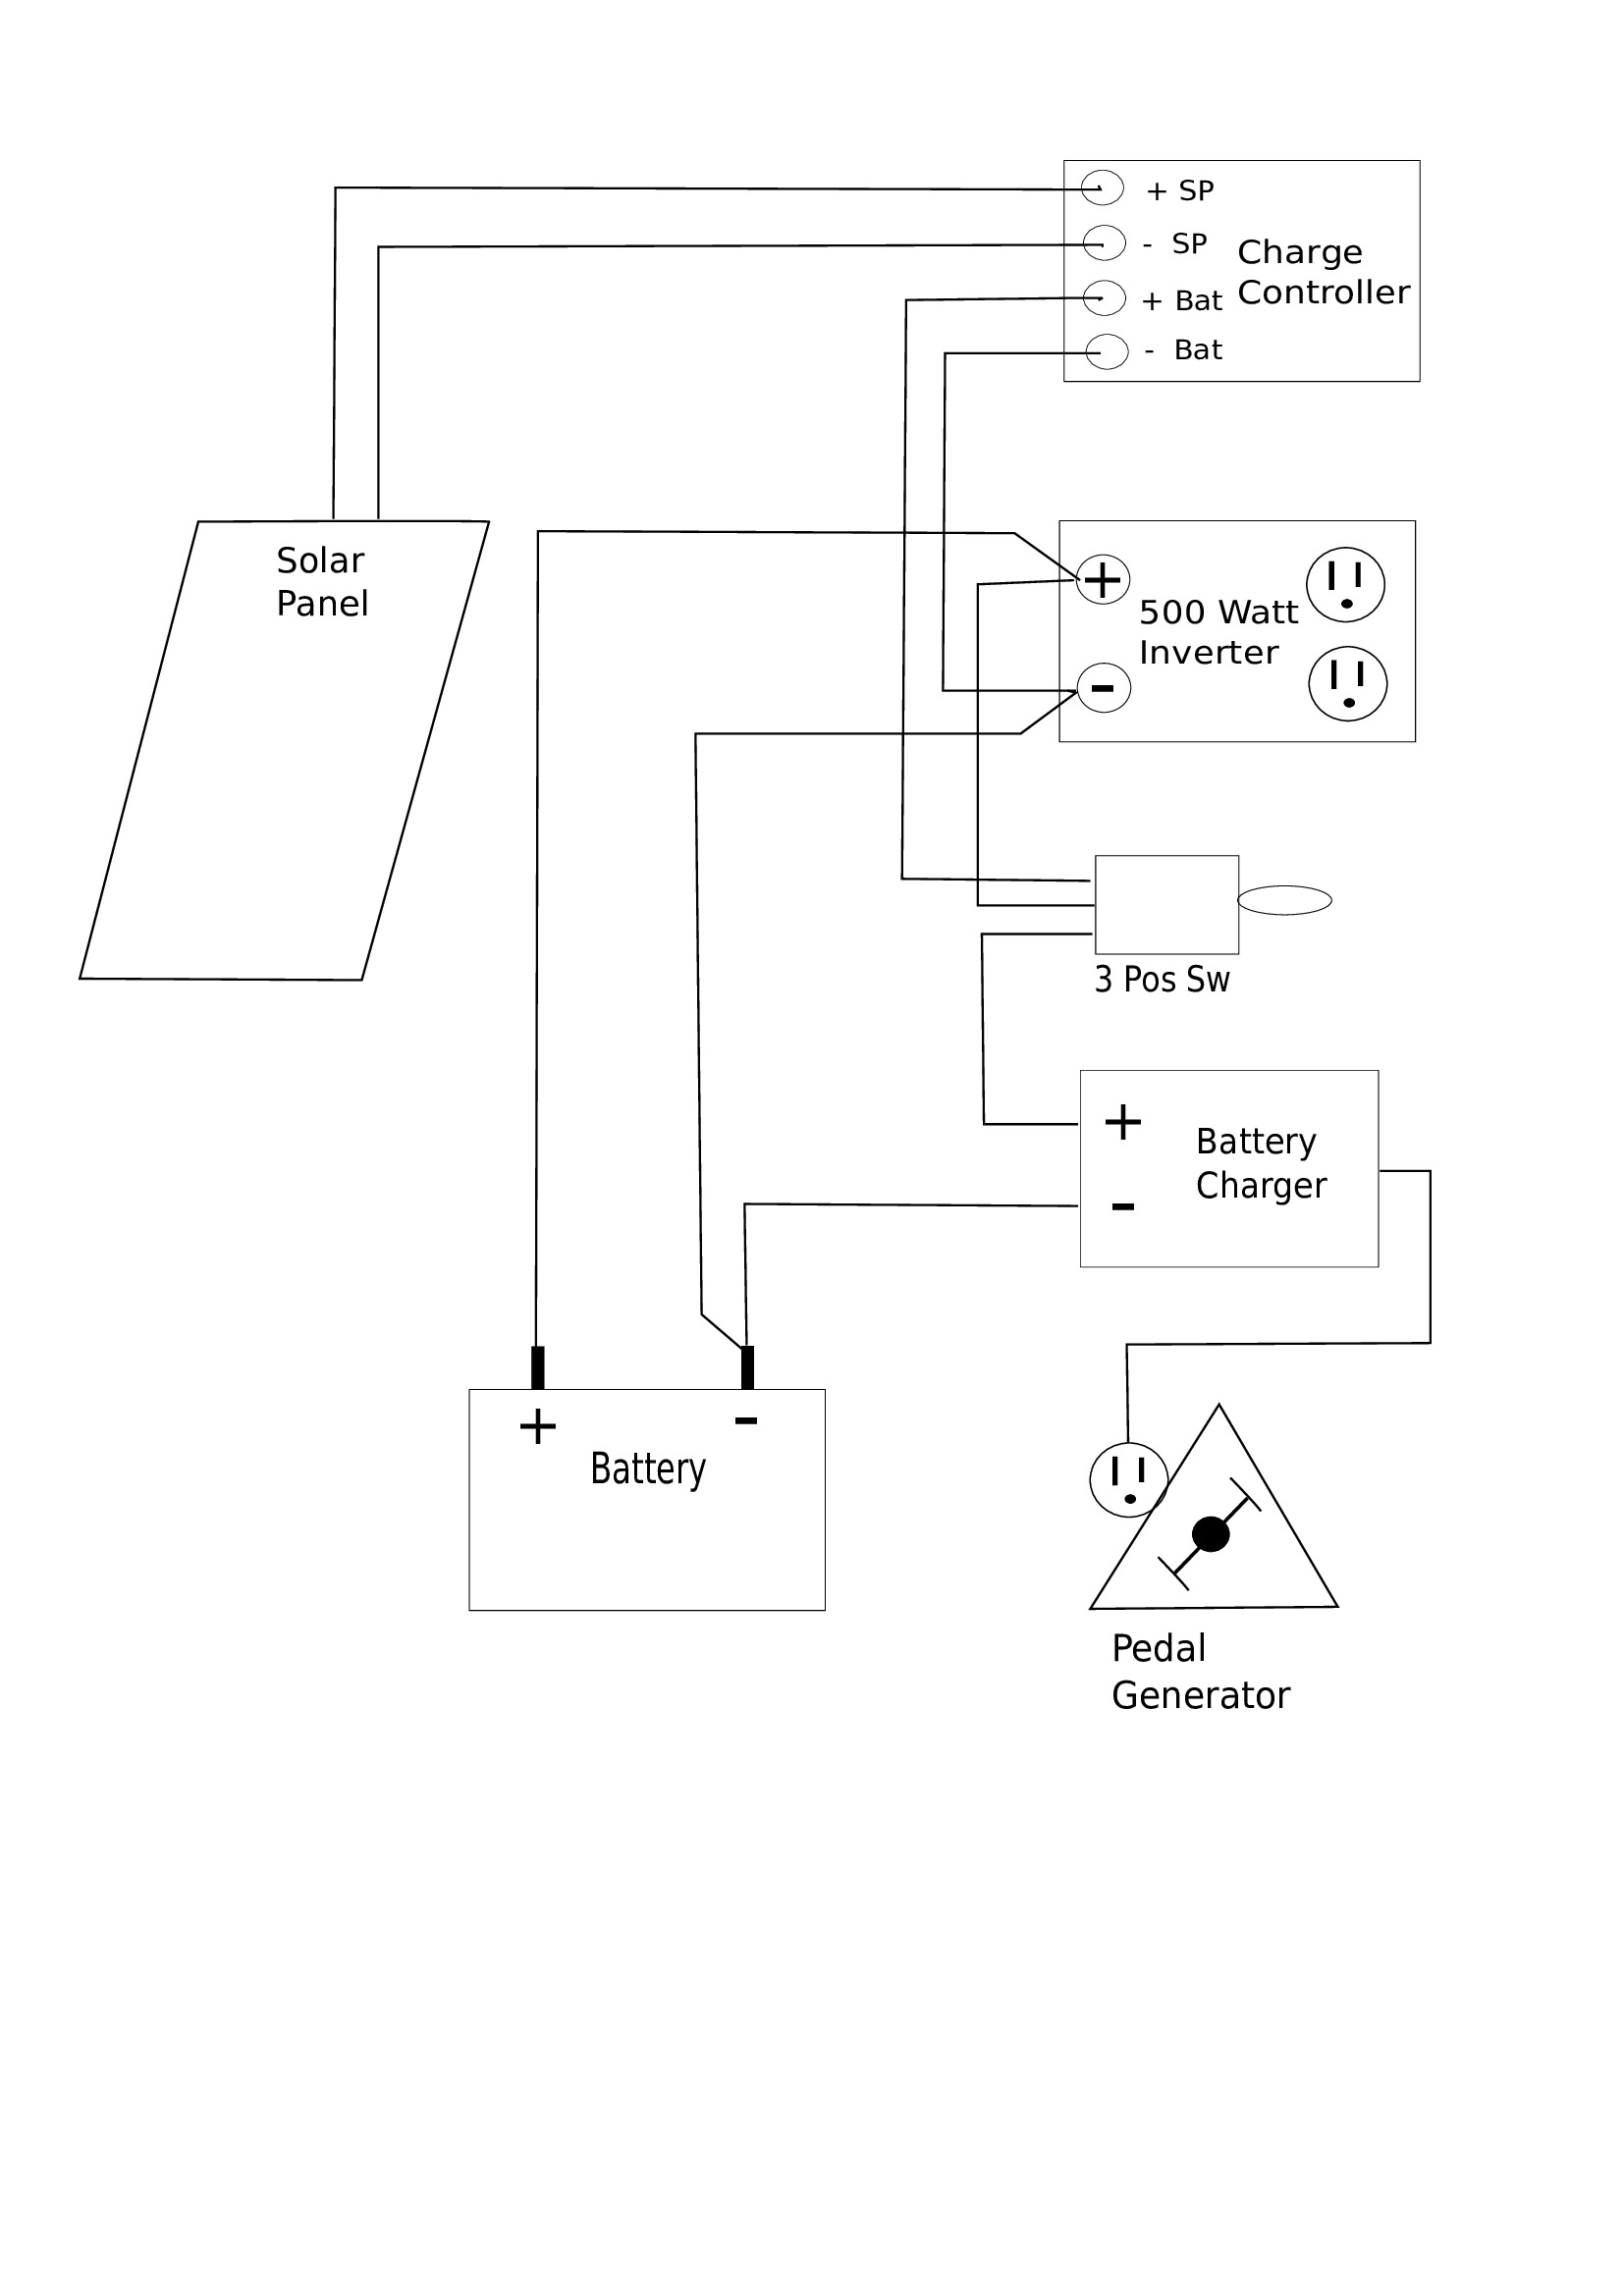 + SP
-  SP
Charge
Controller
+ Bat
-  Bat
Solar
Panel
+
500 Watt
Inverter
-
3 Pos Sw
+
Battery
Charger
-
+
-
Battery
Pedal
Generator